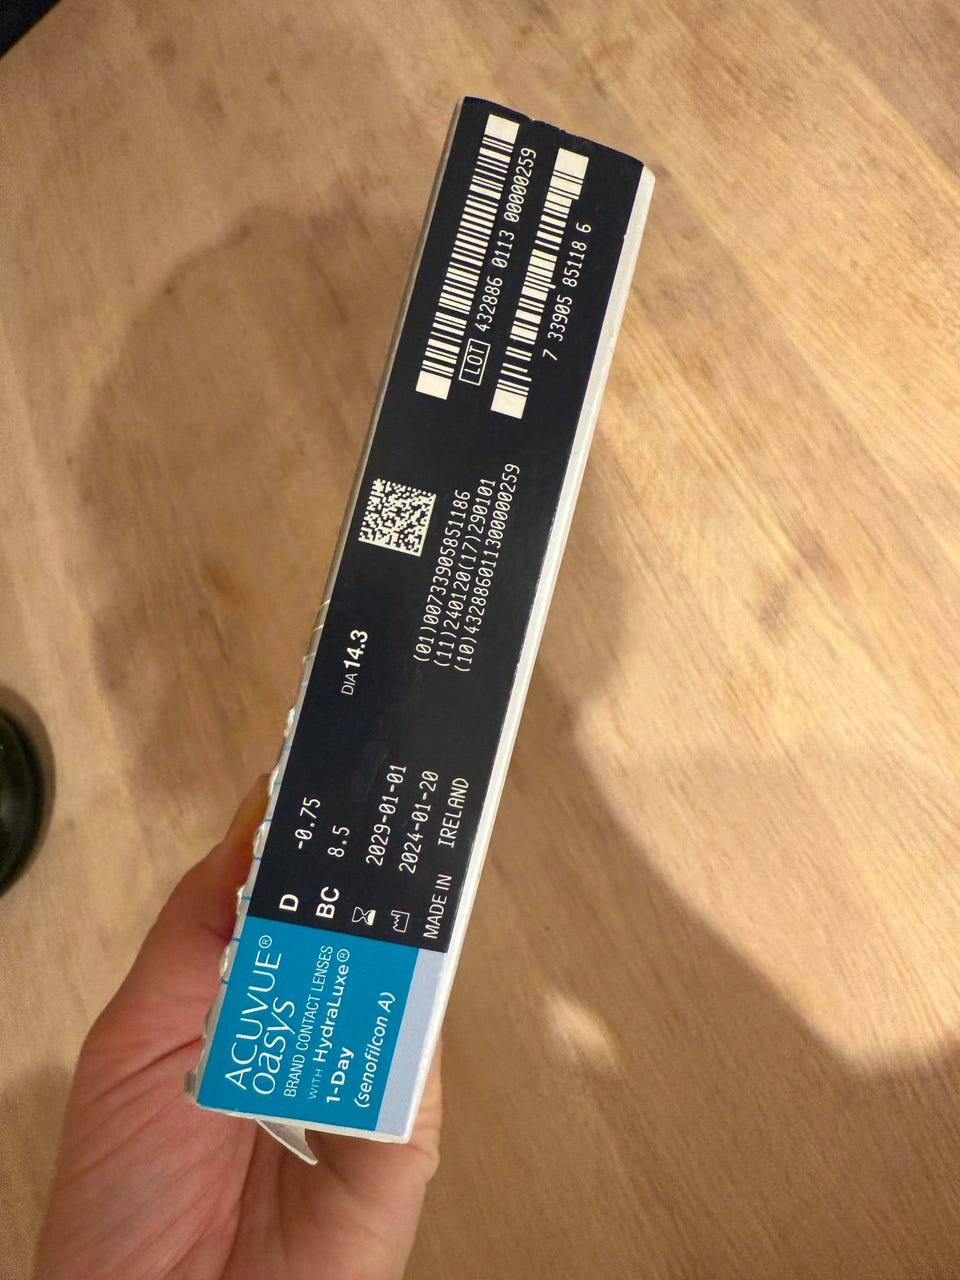 ACUVUE®
oasys
BRAND CONTACT LENSES
WITH HydraLuxe®
1-Day
(senofilcon A)
D -0.75
BC 8.5
2029-01-01
2024-01-20
MADE IN IRELAND
DIA 14.3
(01)00733905851186
(11)240120(17)290101
(10)4328860113000000259
LOT 432886 0113 00000259
7 33905 85118 6